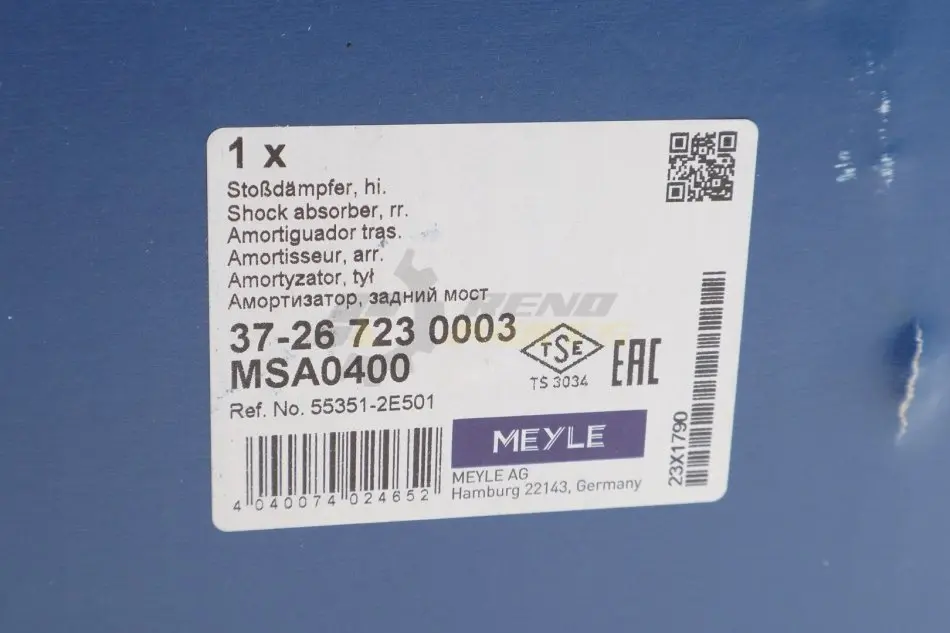 1 x
Stoßdämpfer, hi.
Shock absorber, rr.
Amortiguador tras.
Amortisseur, arr.
Amortyzator, tył
Амортизатор, задний мост
RENO
37-26 723 0003
MSA0400
TSE
TS 3034
EAC
Ref. No. 55351-2E501
MEYLE
MEYLE AG
Hamburg 22143, Germany
4 040074 024652
23X1790